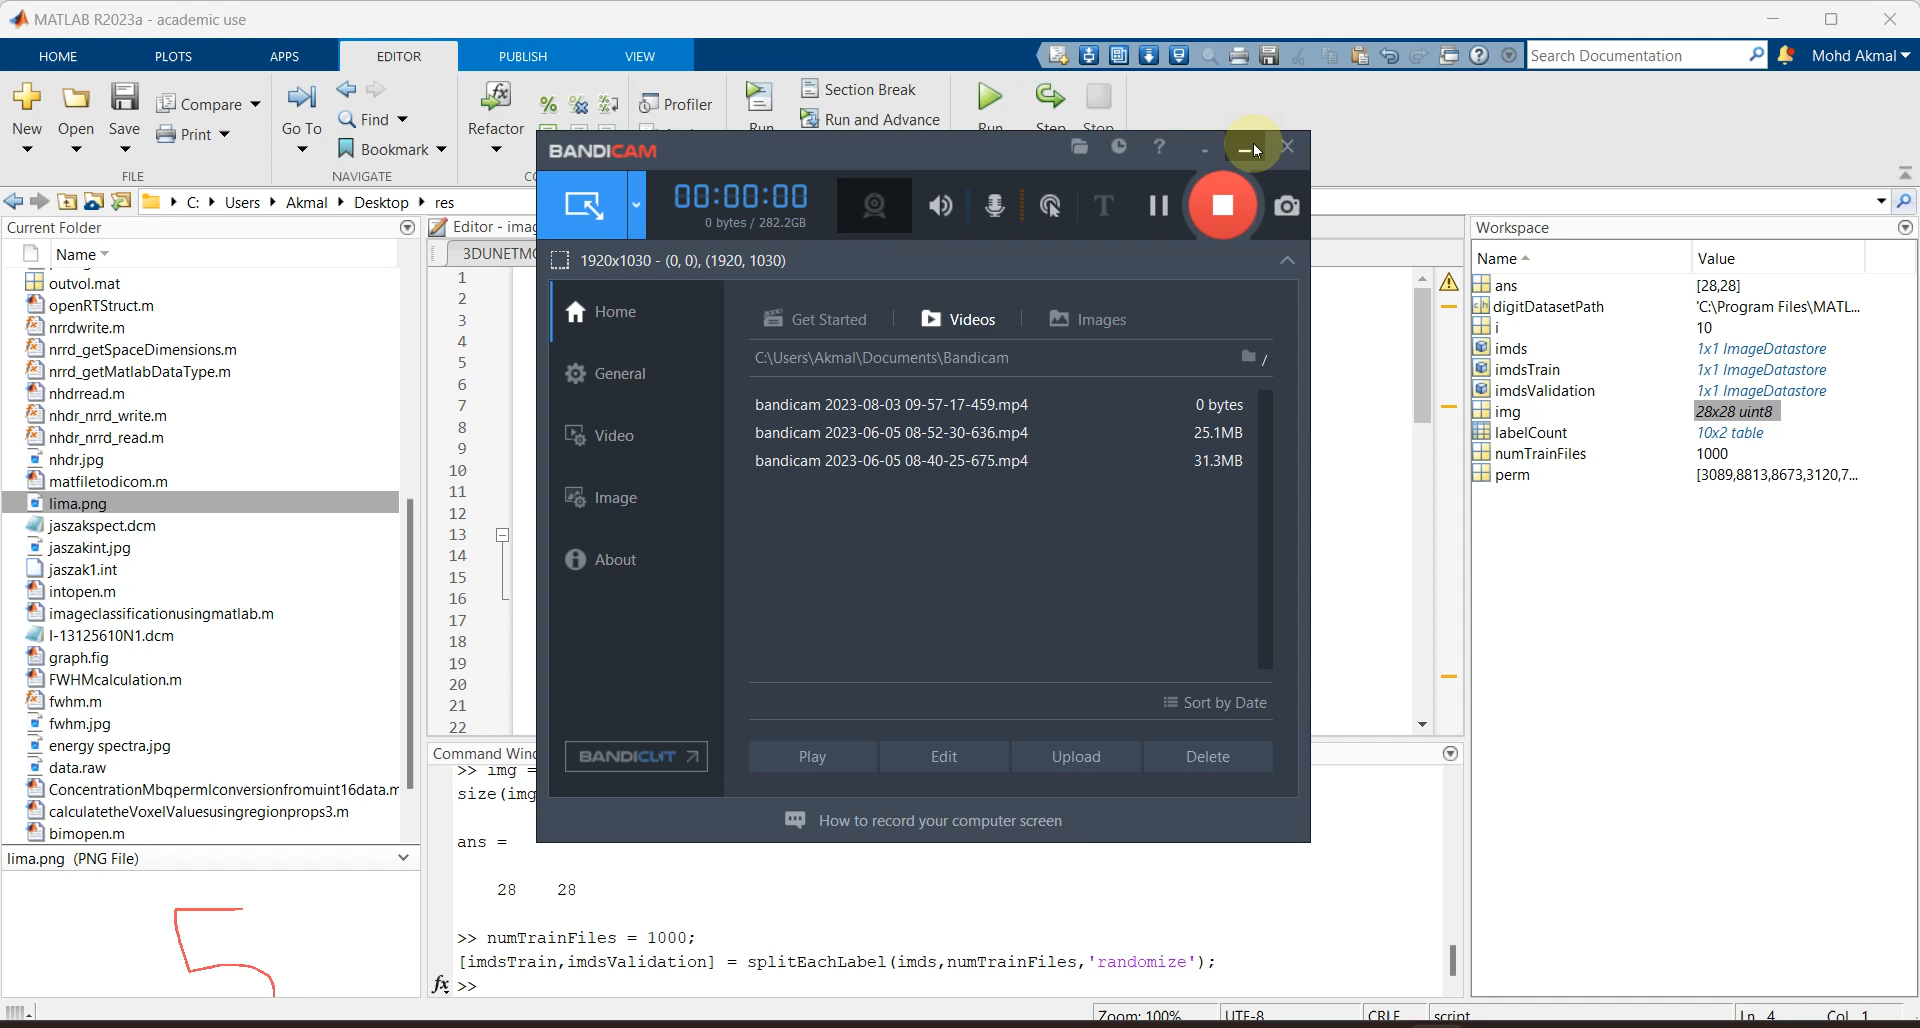 MATLAB R2023a - academic use
HOME
PLOTS
APPS
EDITOR
PUBLISH
VIEW
Search Documentation
Mohd Akmal
New
Open
Save
Compare
Print
Go To
Find
Bookmark
Refactor
Profiler
Run
Section Break
Run and Advance
Run
Step
Stop
FILE
NAVIGATE
C: Users Akmal Desktop res
Current Folder
Name
outvol.mat
openRTStruct.m
nrrdwrite.m
nrrd_getSpaceDimensions.m
nrrd_getMatlabDataType.m
nhdrread.m
nhdr_nrrd_write.m
nhdr_nrrd_read.m
nhdr.jpg
matfiletodicom.m
lima.png
jaszakspect.dcm
jaszakint.jpg
jaszak1.int
intopen.m
imageclassificationusingmatlab.m
I-13125610N1.dcm
graph.fig
FWHMcalculation.m
fwhm.m
fwhm.jpg
energy spectra.jpg
data.raw
ConcentrationMbqpermlconversionfromuint16data.m
calculatetheVoxelValuesusingregionprops3.m
bimopen.m
lima.png (PNG File)
5
Editor - imag
3DUNETM
1
2
3
4
5
6
7
8
9
10
11
12
13
14
15
16
17
18
19
20
21
22
BANDICAM
00:00:00
0 bytes / 282.2GB
1920x1030 - (0, 0), (1920, 1030)
Home
General
Video
Image
About
BANDICUT
Get Started
Videos
Images
C:\Users\Akmal\Documents\Bandicam
bandicam 2023-08-03 09-57-17-459.mp4 0 bytes
bandicam 2023-06-05 08-52-30-636.mp4 25.1MB
bandicam 2023-06-05 08-40-25-675.mp4 31.3MB
Sort by Date
Play
Edit
Upload
Delete
How to record your computer screen
Command Wind
>> img =
size(img
ans =
28 28
>> numTrainFiles = 1000;
[imdsTrain,imdsValidation] = splitEachLabel(imds,numTrainFiles,'randomize');
fx >>
Workspace
Name Value
ans [28,28]
digitDatasetPath 'C:\Program Files\MATL...
i 10
imds 1x1 ImageDatastore
imdsTrain 1x1 ImageDatastore
imdsValidation 1x1 ImageDatastore
img 28x28 uint8
labelCount 10x2 table
numTrainFiles 1000
perm [3089,8813,8673,3120,7...
Zoom: 100%
UTF-8
CRLF
script
Ln 4
Col 1